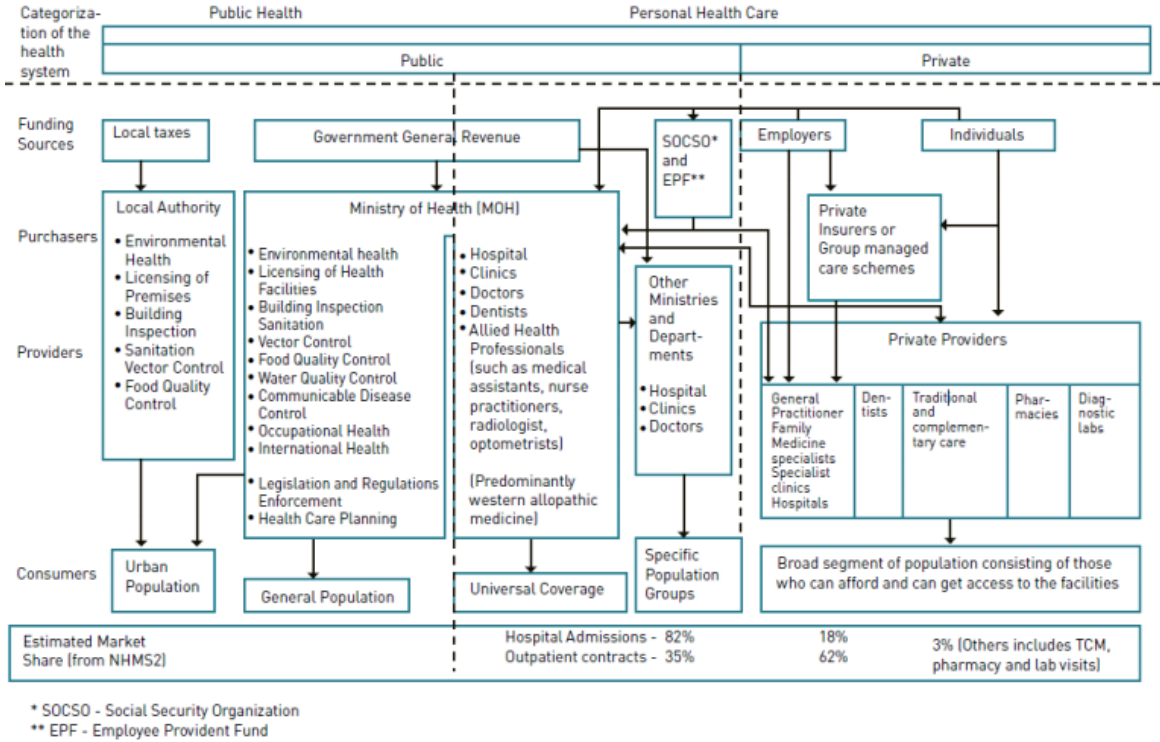 Categoriza-
tion of the
health
system
Public Health
Personal Health Care
Public
Private
Funding
Sources
Local taxes
Government General Revenue
SOCSO*
and
EPF**
Employers
Individuals
Purchasers
Providers
Local Authority
• Environmental
Health
• Licensing of
Premises
• Building
Inspection
• Sanitation
Vector Control
• Food Quality
Control
Ministry of Health (MOH)
• Environmental health
• Licensing of Health
Facilities
• Building Inspection
Sanitation
• Vector Control
• Food Quality Control
• Water Quality Control
• Communicable Disease
Control
• Occupational Health
• International Health
• Legislation and Regulations
Enforcement
• Health Care Planning
• Hospital
• Clinics
• Doctors
• Dentists
• Allied Health
Professionals
(such as medical
assistants, nurse
practitioners,
radiologist,
optometrists)
(Predominantly
western allopathic
medicine)
Other
Ministries
and
Depart-
ments
• Hospital
• Clinics
• Doctors
Private
Insurers or
Group managed
care schemes
Private Providers
General
Practitioner
Family
Medicine
specialists
Specialist
clinics
Hospitals
Den-
tists
Traditional
and
complemen-
tary care
Phar-
macies
Diag-
nostic
labs
Consumers
Urban
Population
General Population
Universal Coverage
Specific
Population
Groups
Broad segment of population consisting of those
who can afford and can get access to the facilities
Estimated Market
Share (from NHMS2)
Hospital Admissions - 82% 18%
Outpatient contracts - 35% 62%
3% (Others includes TCM,
pharmacy and lab visits)
* SOCSO - Social Security Organization
** EPF - Employee Provident Fund